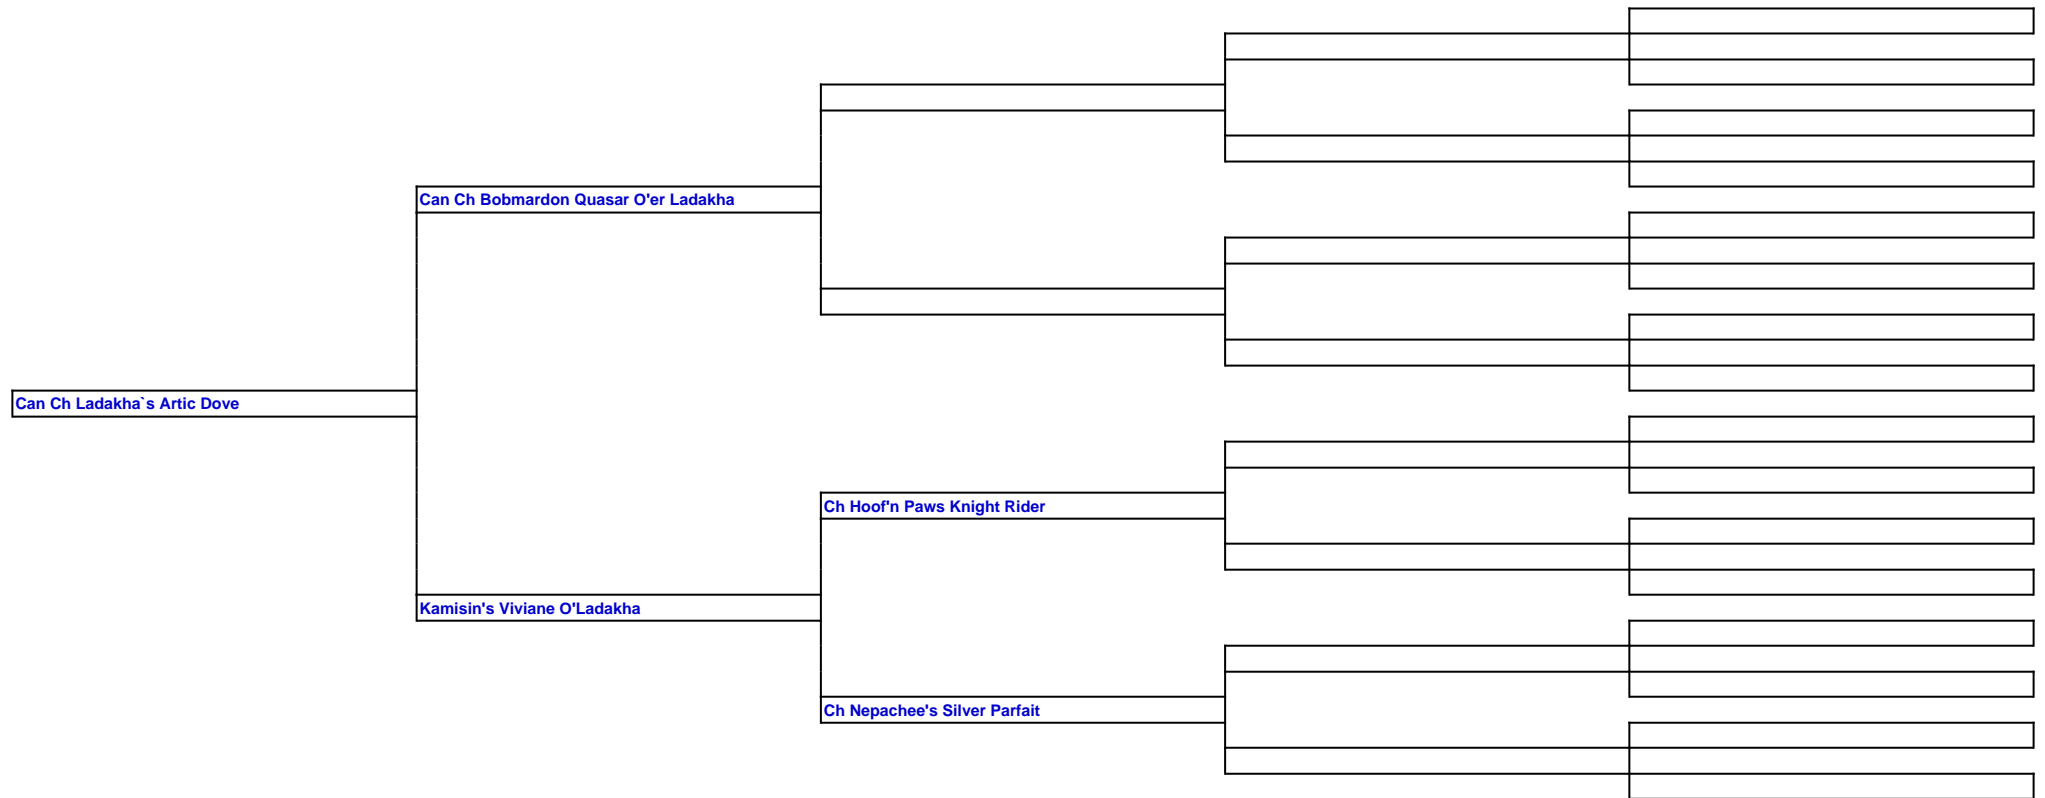 Can Ch Bobmardon Quasar O'er Ladakha
Can Ch Ladakha`s Artic Dove
Ch Hoof'n Paws Knight Rider
Kamisin's Viviane O'Ladakha
Ch Nepachee's Silver Parfait